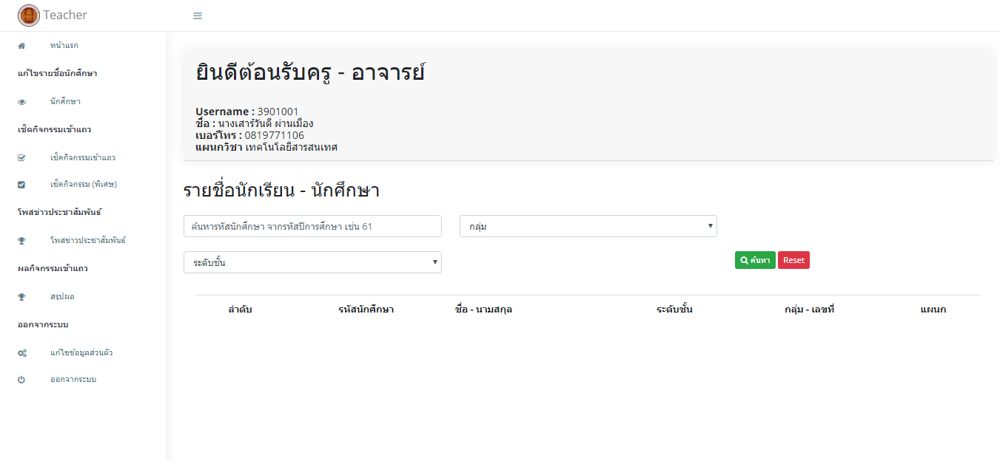 Teacher
หน้าแรก
แก้ไขรายชื่อนักศึกษา
นักศึกษา
เช็คกิจกรรมเข้าแถว
เช็คกิจกรรมเข้าแถว
เช็คกิจกรรม (พิเศษ)
โพสข่าวประชาสัมพันธ์
โพสข่าวประชาสัมพันธ์
ผลกิจกรรมเข้าแถว
สรุปผล
ออกจากระบบ
แก้ไขข้อมูลส่วนตัว
ออกจากระบบ
ยินดีต้อนรับครู - อาจารย์
Username : 3901001
ชื่อ : นางเสาร์วันดี ผ่านเมือง
เบอร์โทร : 0819771106
แผนกวิชา เทคโนโลยีสารสนเทศ
รายชื่อนักเรียน - นักศึกษา
ค้นหารหัสนักศึกษา จากรหัสปีการศึกษา เช่น 61
กลุ่ม
ระดับชั้น
ค้นหา Reset
ลำดับ รหัสนักศึกษา ชื่อ - นามสกุล ระดับชั้น กลุ่ม - เลขที่ แผนก